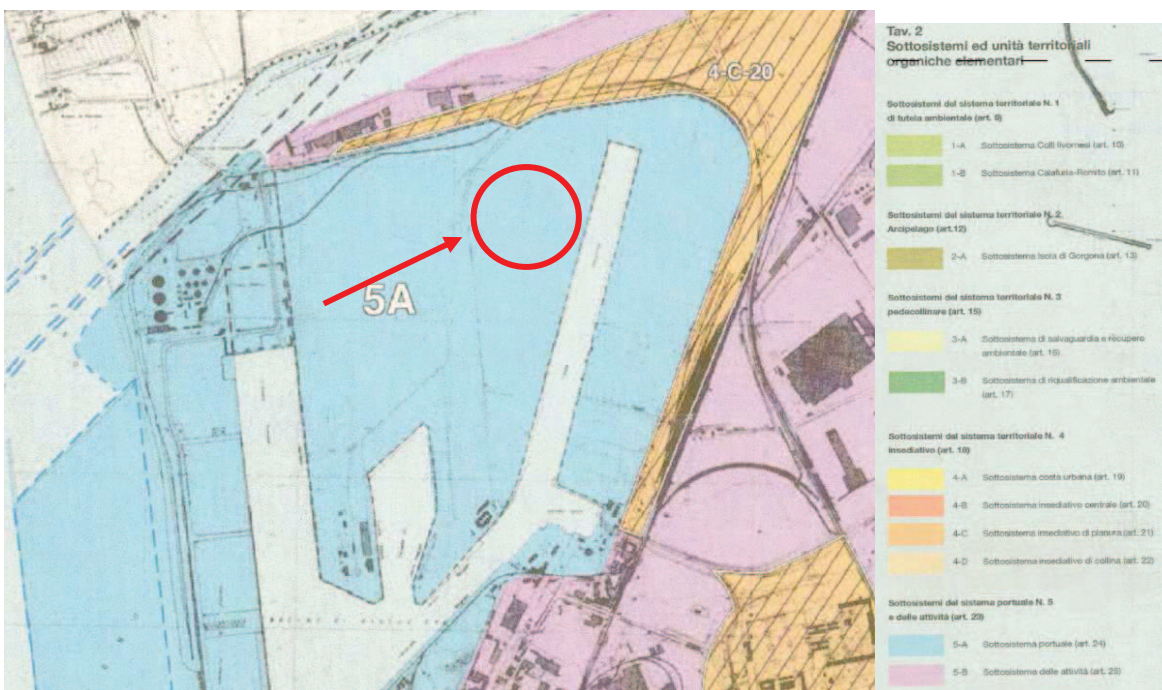 4-C-20
5A
Tav. 2
Sottosistemi ed unità territoriali
organiche elementari
Sottosistemi del sistema territoriale N. 1
di tutela ambientale (art. 9)
1-A Sottosistema Colli livornesi (art. 10)
1-B Sottosistema Calafuria-Romito (art. 11)
Sottosistemi del sistema territoriale N. 2
Arcipelago (art.12)
2-A Sottosistema Isola di Gorgona (art. 13)
Sottosistemi del sistema territoriale N. 3
pedecollinare (art. 15)
3-A Sottosistema di salvaguardia e recupero
ambientale (art. 16)
3-B Sottosistema di riqualificazione ambientale
(art. 17)
Sottosistemi del sistema territoriale N. 4
insediativo (art. 18)
4-A Sottosistema costa urbana (art. 19)
4-B Sottosistema insediativo centrale (art. 20)
4-C Sottosistema insediativo di pianura (art. 21)
4-D Sottosistema insediativo di collina (art. 22)
Sottosistemi del sistema portuale N. 5
e delle attività (art. 23)
5-A Sottosistema portuale (art. 24)
5-B Sottosistema delle attività (art. 25)